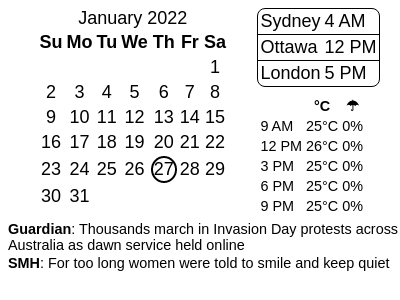 January 2022
Su Mo Tu We Th Fr Sa
1
2 3 4 5 6 7 8
9 10 11 12 13 14 15
16 17 18 19 20 21 22
23 24 25 26 27 28 29
30 31
Sydney 4 AM
Ottawa 12 PM
London 5 PM
°C ☂
9 AM 25°C 0%
12 PM 26°C 0%
3 PM 25°C 0%
6 PM 25°C 0%
9 PM 25°C 0%
Guardian: Thousands march in Invasion Day protests across
Australia as dawn service held online
SMH: For too long women were told to smile and keep quiet